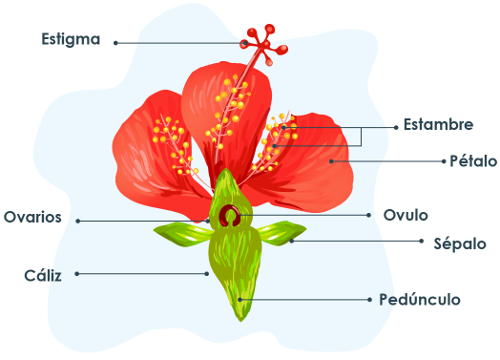 Estigma
Estambre
Pétalo
Ovarios
Ovulo
Sépalo
Cáliz
Pedúnculo